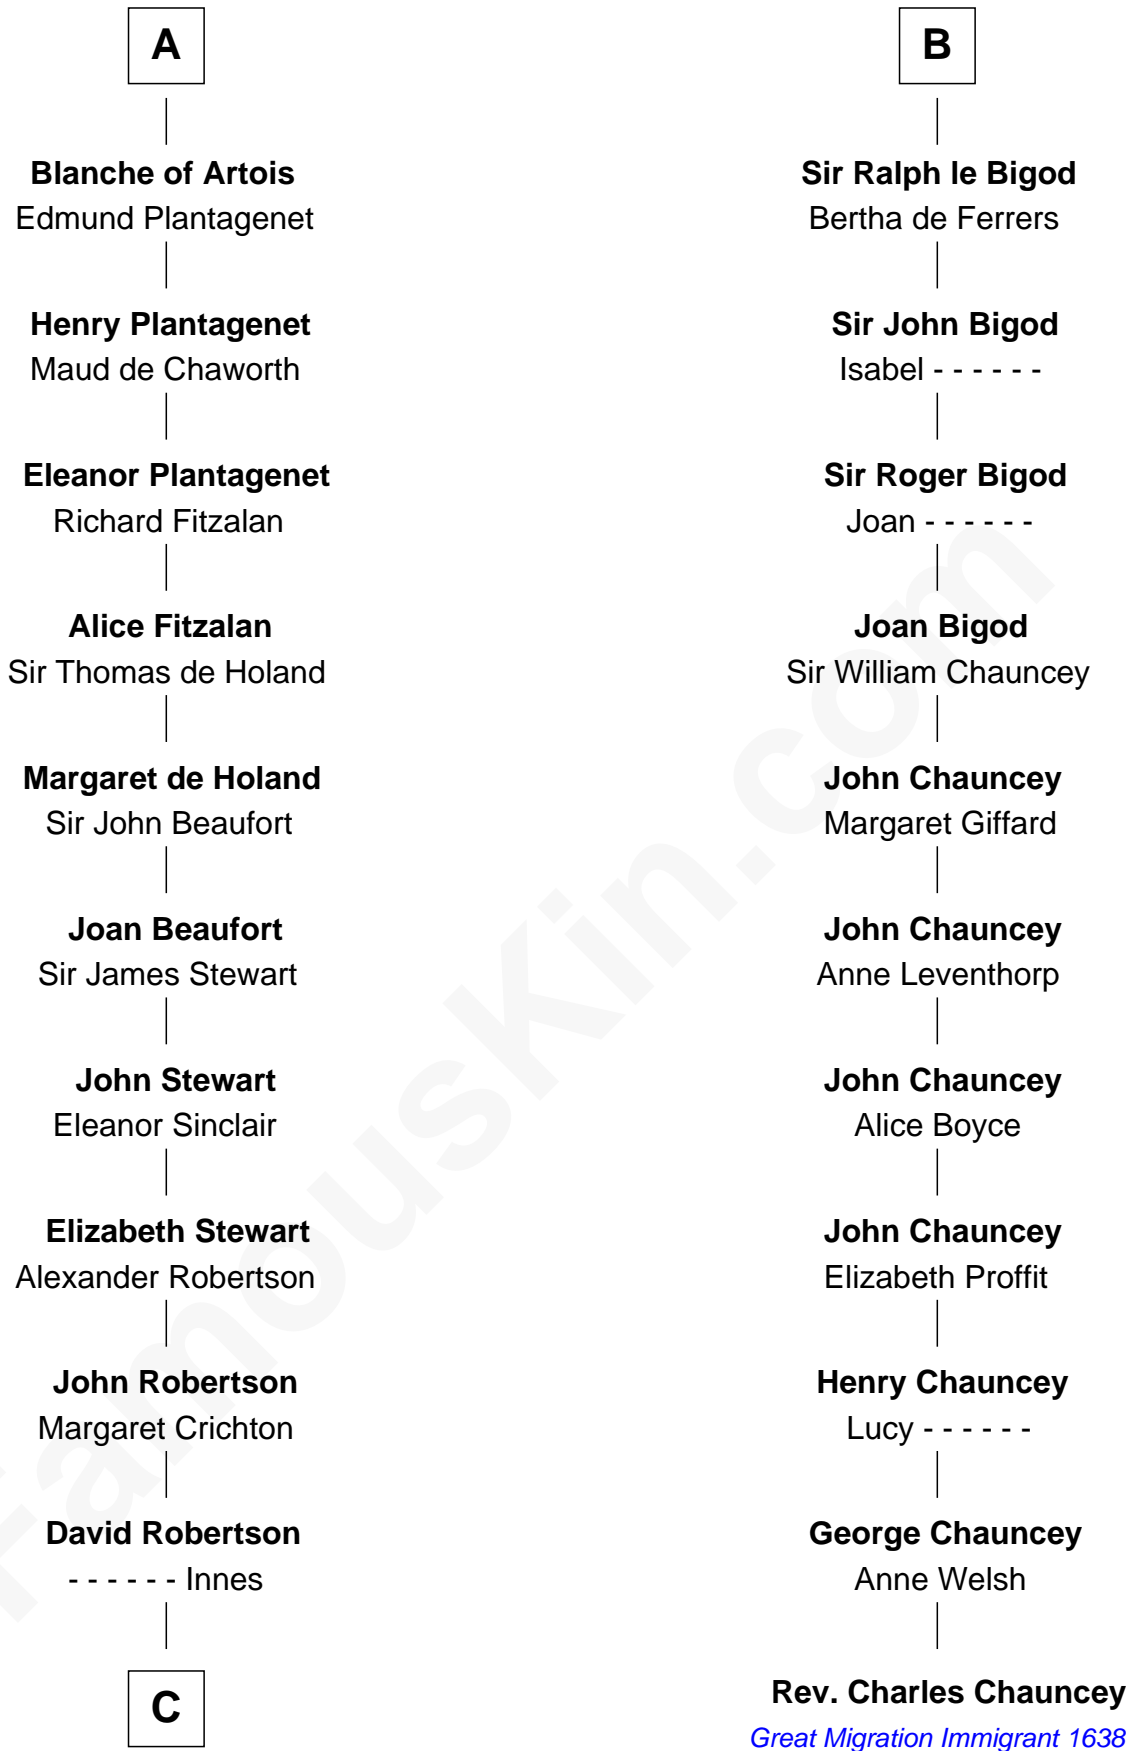 A
Blanche of Artois
Edmund Plantagenet
Henry Plantagenet
Maud de Chaworth
Eleanor Plantagenet
Richard Fitzalan
Alice Fitzalan
Sir Thomas de Holand
Margaret de Holand
Sir John Beaufort
Joan Beaufort
Sir James Stewart
John Stewart
Eleanor Sinclair
Elizabeth Stewart
Alexander Robertson
John Robertson
Margaret Crichton
David Robertson
- - - - - - Innes
C
B
Sir Ralph le Bigod
Bertha de Ferrers
Sir John Bigod
Isabel - - - - - -
Sir Roger Bigod
Joan - - - - - -
Joan Bigod
Sir William Chauncey
John Chauncey
Margaret Giffard
John Chauncey
Anne Leventhorp
John Chauncey
Alice Boyce
John Chauncey
Elizabeth Proffit
Henry Chauncey
Lucy - - - - - -
George Chauncey
Anne Welsh
Rev. Charles Chauncey
Great Migration Immigrant 1638
FamousKin.com